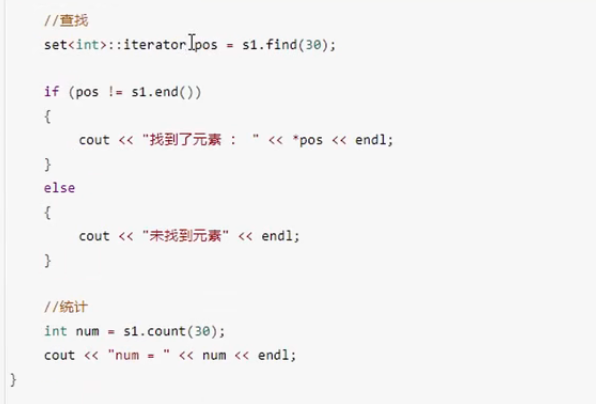 //查找
set<int>::iterator pos = s1.find(30);
if (pos != s1.end())
{
cout << "找到了元素 ： " << *pos << endl;
}
else
{
cout << "未找到元素" << endl;
}
//统计
int num = s1.count(30);
cout << "num = " << num << endl;
}